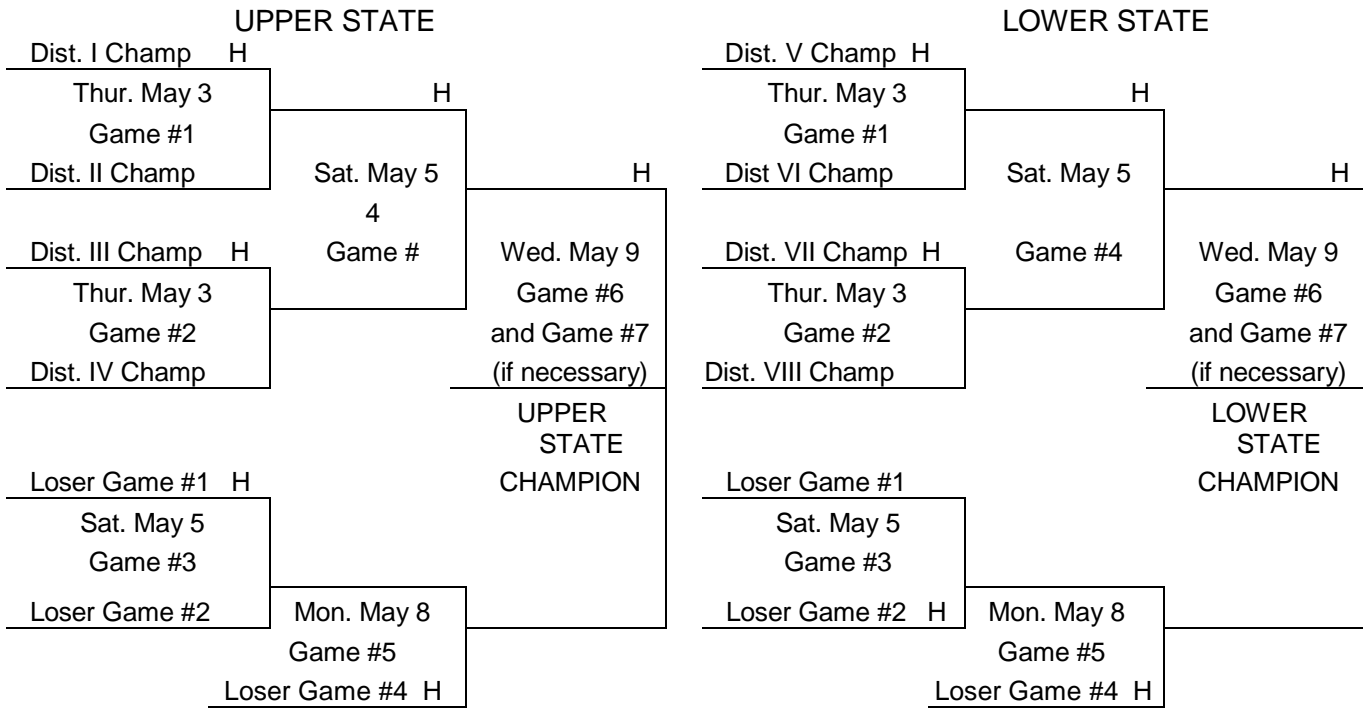 UPPER STATE
Dist. I Champ H
Thur. May 3
H
Game #1
Dist. II Champ
Sat. May 5
H
4
Dist. III Champ H
Game #
Wed. May 9
Thur. May 3
Game #6
Game #2
and Game #7
Dist. IV Champ
(if necessary)
UPPER
STATE
Loser Game #1 H
CHAMPION
Sat. May 5
Game #3
Loser Game #2
Mon. May 8
Game #5
Loser Game #4 H
LOWER STATE
Dist. V Champ H
Thur. May 3
H
Game #1
Dist VI Champ
Sat. May 5
H
Dist. VII Champ H
Game #4
Wed. May 9
Thur. May 3
Game #6
Game #2
and Game #7
Dist. VIII Champ
(if necessary)
LOWER
STATE
Loser Game #1
CHAMPION
Sat. May 5
Game #3
Loser Game #2 H
Mon. May 8
Game #5
Loser Game #4 H